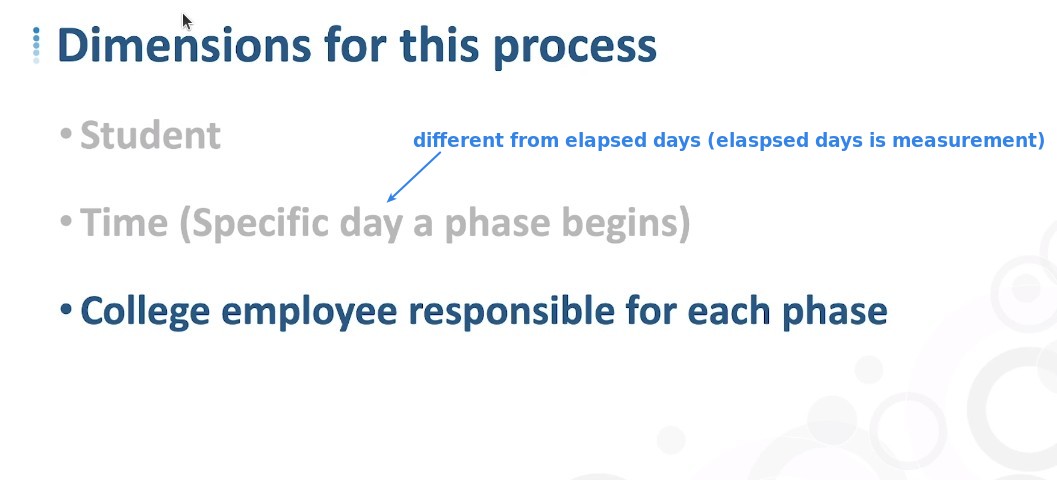 Dimensions for this process
• Student
different from elapsed days (elaspsed days is measurement)
• Time (Specific day a phase begins)
• College employee responsible for each phase